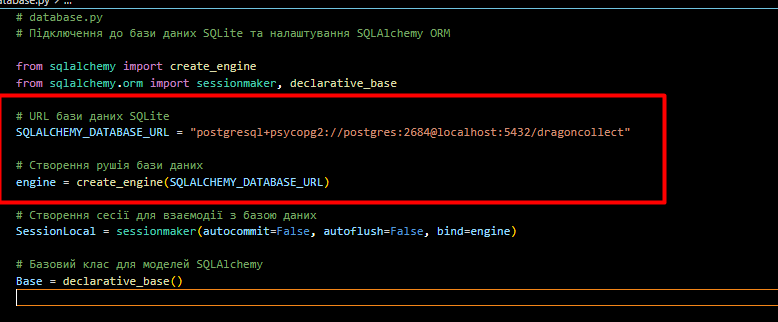 # database.py
# Підключення до бази даних SQLite та налаштування SQLAlchemy ORM
from sqlalchemy import create_engine
from sqlalchemy.orm import sessionmaker, declarative_base
# URL бази даних SQLite
SQLALCHEMY_DATABASE_URL = "postgresql+psycopg2://postgres:2684@localhost:5432/dragoncollect"
# Створення рушія бази даних
engine = create_engine(SQLALCHEMY_DATABASE_URL)
# Створення сесії для взаємодії з базою даних
SessionLocal = sessionmaker(autocommit=False, autoflush=False, bind=engine)
# Базовий клас для моделей SQLAlchemy
Base = declarative_base()